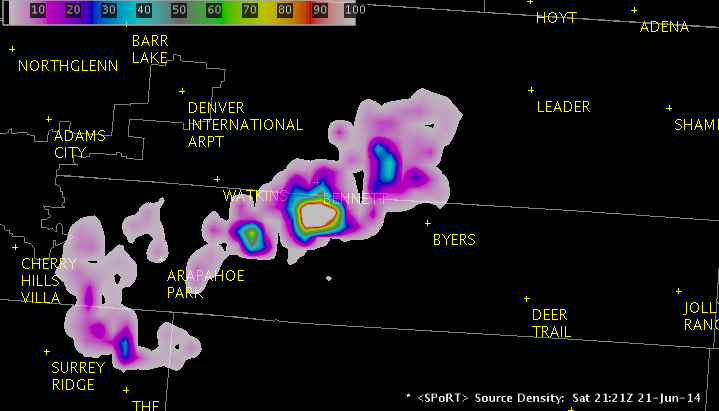 10 20 30 40 50 60 70 80 90 100
HOYT
ADENA
BARR
LAKE
NORTHGLENN
DENVER
INTERNATIONAL
ARPT
LEADER
SHAMI
ADAMS
CITY
WATKINS
BENNETT
BYERS
CHERRY
HILLS
VILLA
ARAPAHOE
PARK
DEER
TRAIL
JOLL
RANC
SURREY
RIDGE
THE
* <SPoRT> Source Density: Sat 21:21Z 21-Jun-14